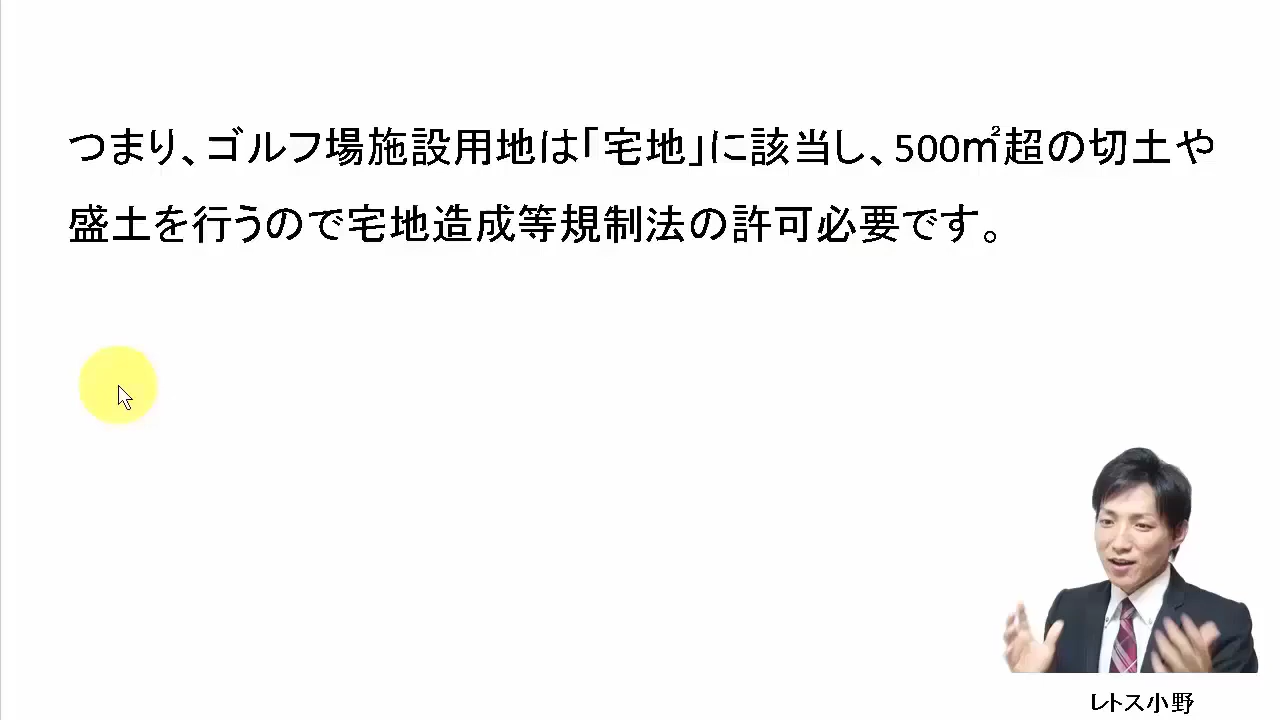 つまり、ゴルフ場施設用地は「宅地」に該当し、500㎡超の切土や
盛土を行うので宅地造成等規制法の許可必要です。
レトス小野